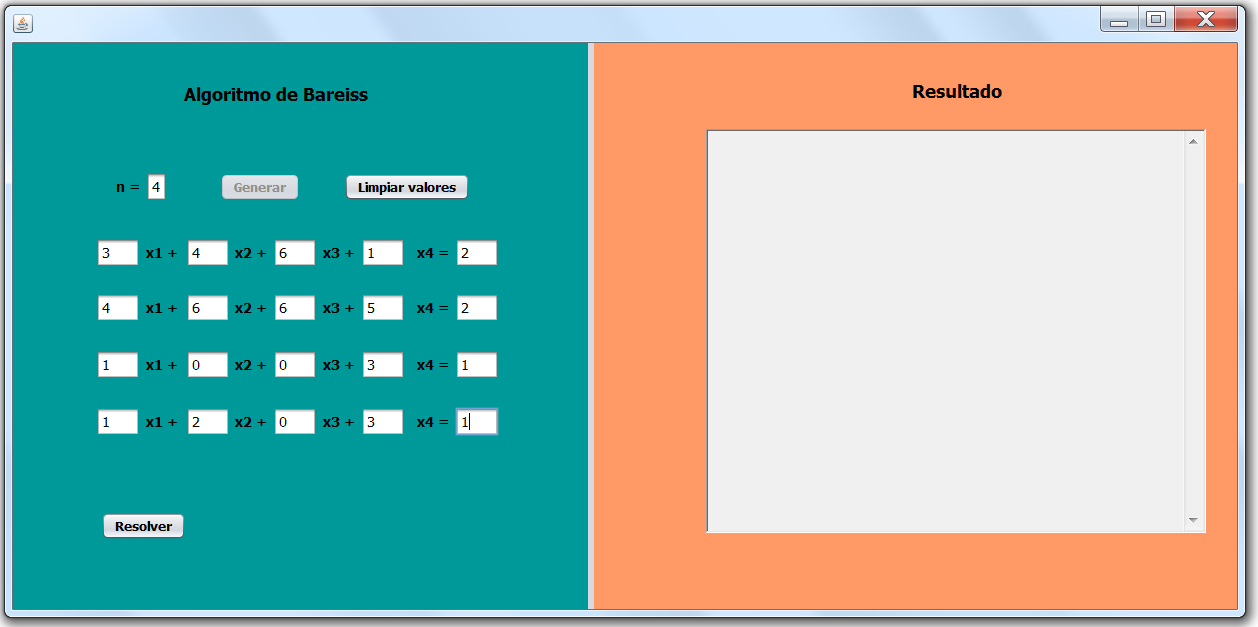 Algoritmo de Bareiss
n = 4 Generar Limpiar valores
3 x1 + 4 x2 + 6 x3 + 1 x4 = 2
4 x1 + 6 x2 + 6 x3 + 5 x4 = 2
1 x1 + 0 x2 + 0 x3 + 3 x4 = 1
1 x1 + 2 x2 + 0 x3 + 3 x4 = 1
Resolver
Resultado